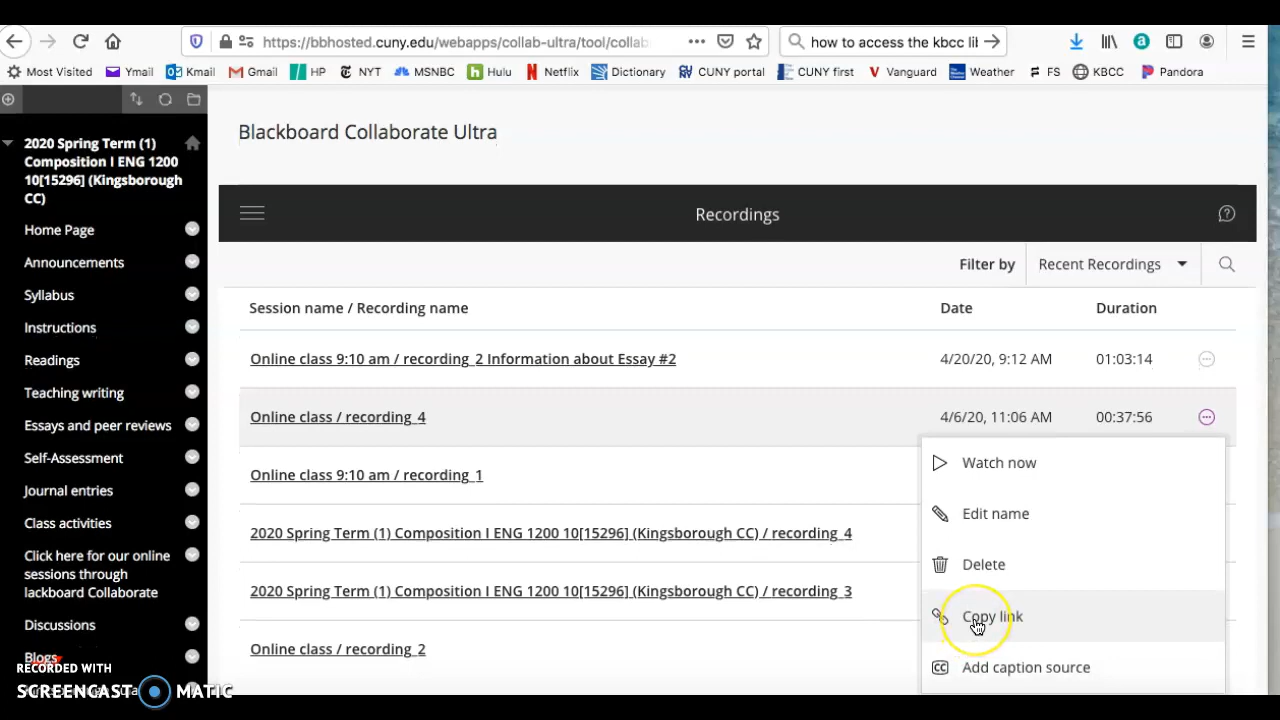 https://bbhosted.cuny.edu/webapps/collab-ultra/tool/collab
how to access the kbcc lib
Most Visited Ymail Kmail Gmail HP NYT MSNBC Hulu Netflix Dictionary CUNY portal CUNY first Vanguard Weather FS KBCC Pandora
2020 Spring Term (1)
Composition I ENG 1200
10[15296] (Kingsborough
CC)
Home Page
Announcements
Syllabus
Instructions
Readings
Teaching writing
Essays and peer reviews
Self-Assessment
Journal entries
Class activities
Click here for our online
sessions through
lackboard Collaborate
Discussions
Blogs
Blackboard Collaborate Ultra
Recordings
Filter by Recent Recordings
Session name / Recording name Date Duration
Online class 9:10 am / recording_2 Information about Essay #2 4/20/20, 9:12 AM 01:03:14
Online class / recording_4 4/6/20, 11:06 AM 00:37:56
Online class 9:10 am / recording_1
2020 Spring Term (1) Composition I ENG 1200 10[15296] (Kingsborough CC) / recording_4
2020 Spring Term (1) Composition I ENG 1200 10[15296] (Kingsborough CC) / recording_3
Online class / recording_2
Watch now
Edit name
Delete
Copy link
CC Add caption source
RECORDED WITH
SCREENCAST MATIC